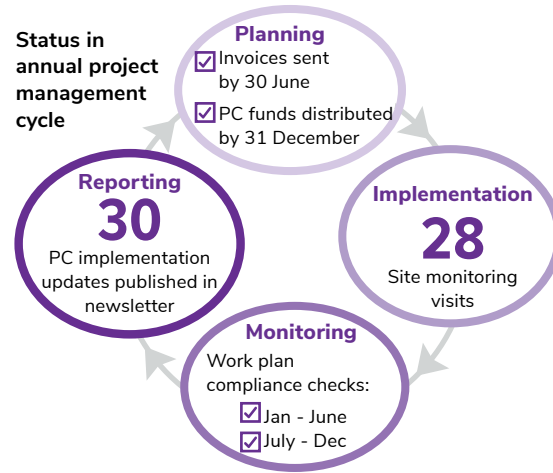 Status in
annual project
management
cycle
Planning
Invoices sent
by 30 June
PC funds distributed
by 31 December
Implementation
28
Site monitoring
visits
Monitoring
Work plan
compliance checks:
Jan - June
July - Dec
Reporting
30
PC implementation
updates published in
newsletter